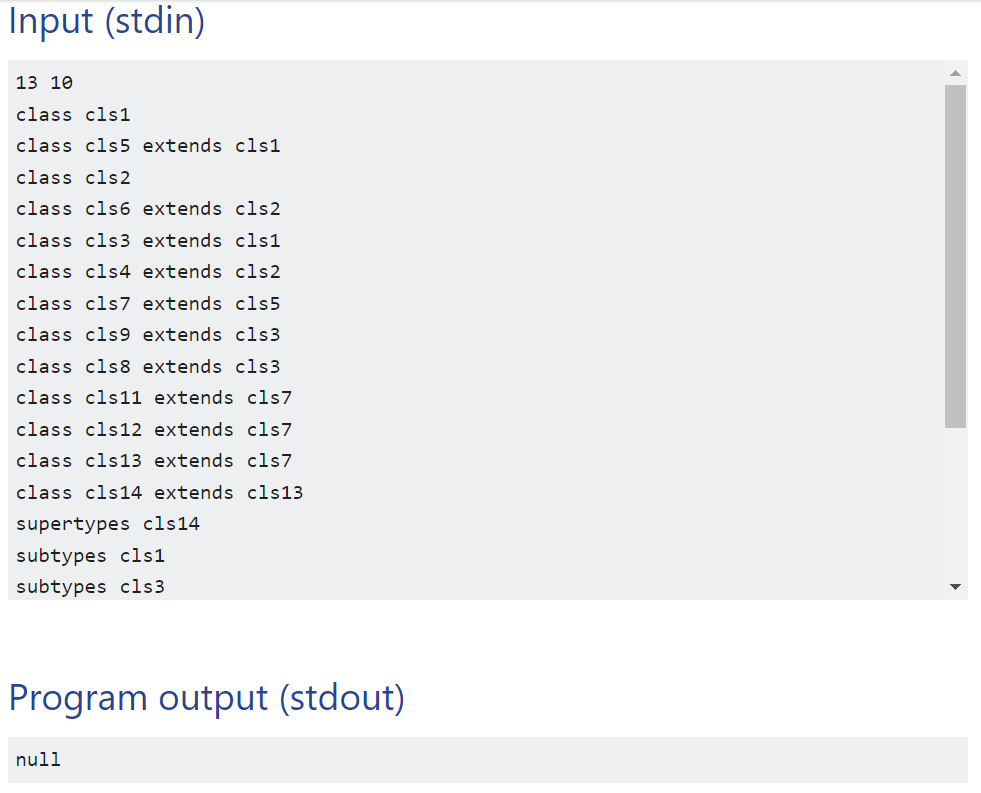 Input (stdin)
13 10
class cls1
class cls5 extends cls1
class cls2
class cls6 extends cls2
class cls3 extends cls1
class cls4 extends cls2
class cls7 extends cls5
class cls9 extends cls3
class cls8 extends cls3
class cls11 extends cls7
class cls12 extends cls7
class cls13 extends cls7
class cls14 extends cls13
supertypes cls14
subtypes cls1
subtypes cls3
Program output (stdout)
null